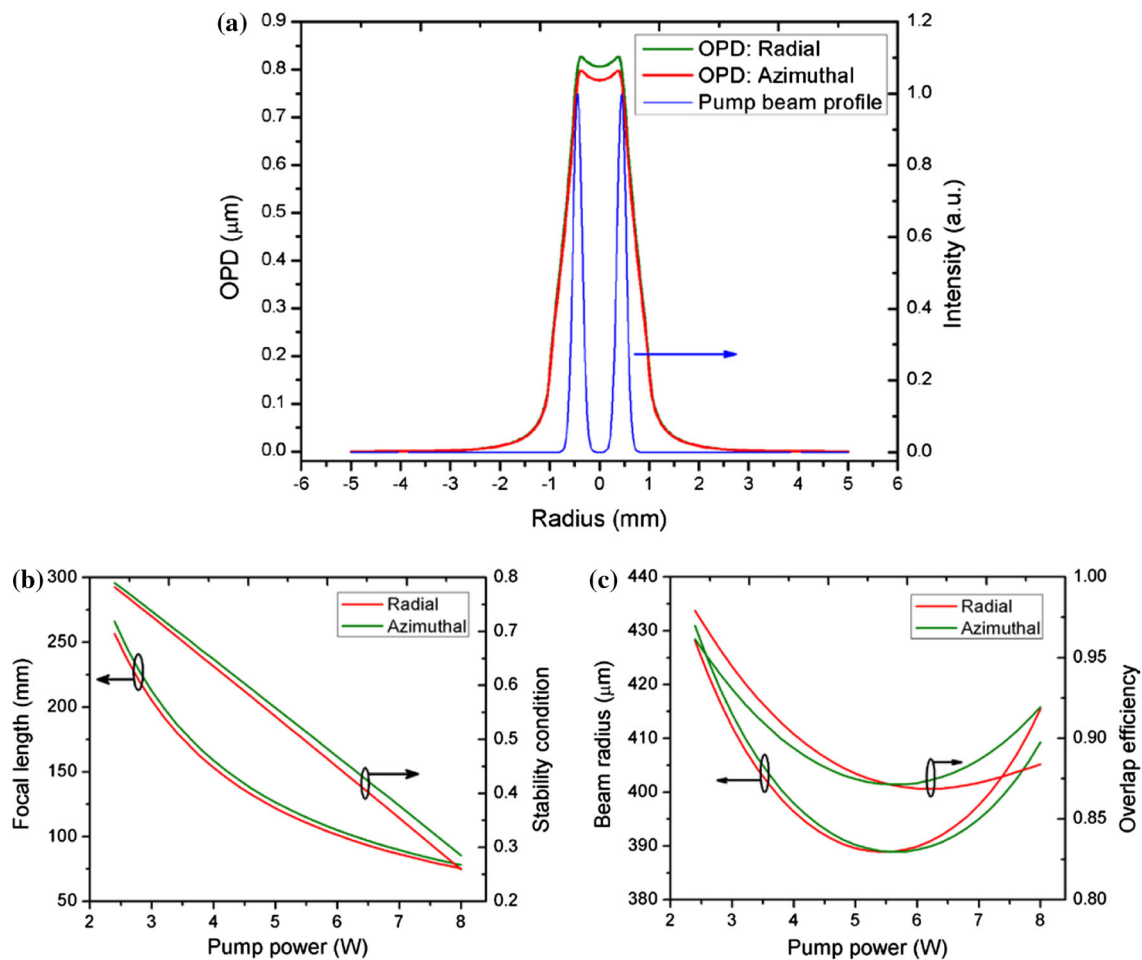 (a)
0.9
0.8
0.7
0.6
0.5
0.4
0.3
0.2
0.1
0.0
OPD (μm)
1.2
1.0
0.8
0.6
0.4
0.2
0.0
Intensity (a.u.)
OPD: Radial
OPD: Azimuthal
Pump beam profile
-6 -5 -4 -3 -2 -1 0 1 2 3 4 5 6
Radius (mm)
(b)
300
250
200
150
100
50
Focal length (mm)
0.8
0.7
0.6
0.5
0.4
0.3
0.2
Stability condition
Radial
Azimuthal
2 3 4 5 6 7 8
Pump power (W)
(c)
440
430
420
410
400
390
380
Beam radius (μm)
1.00
0.95
0.90
0.85
0.80
Overlap efficiency
Radial
Azimuthal
2 3 4 5 6 7 8
Pump power (W)